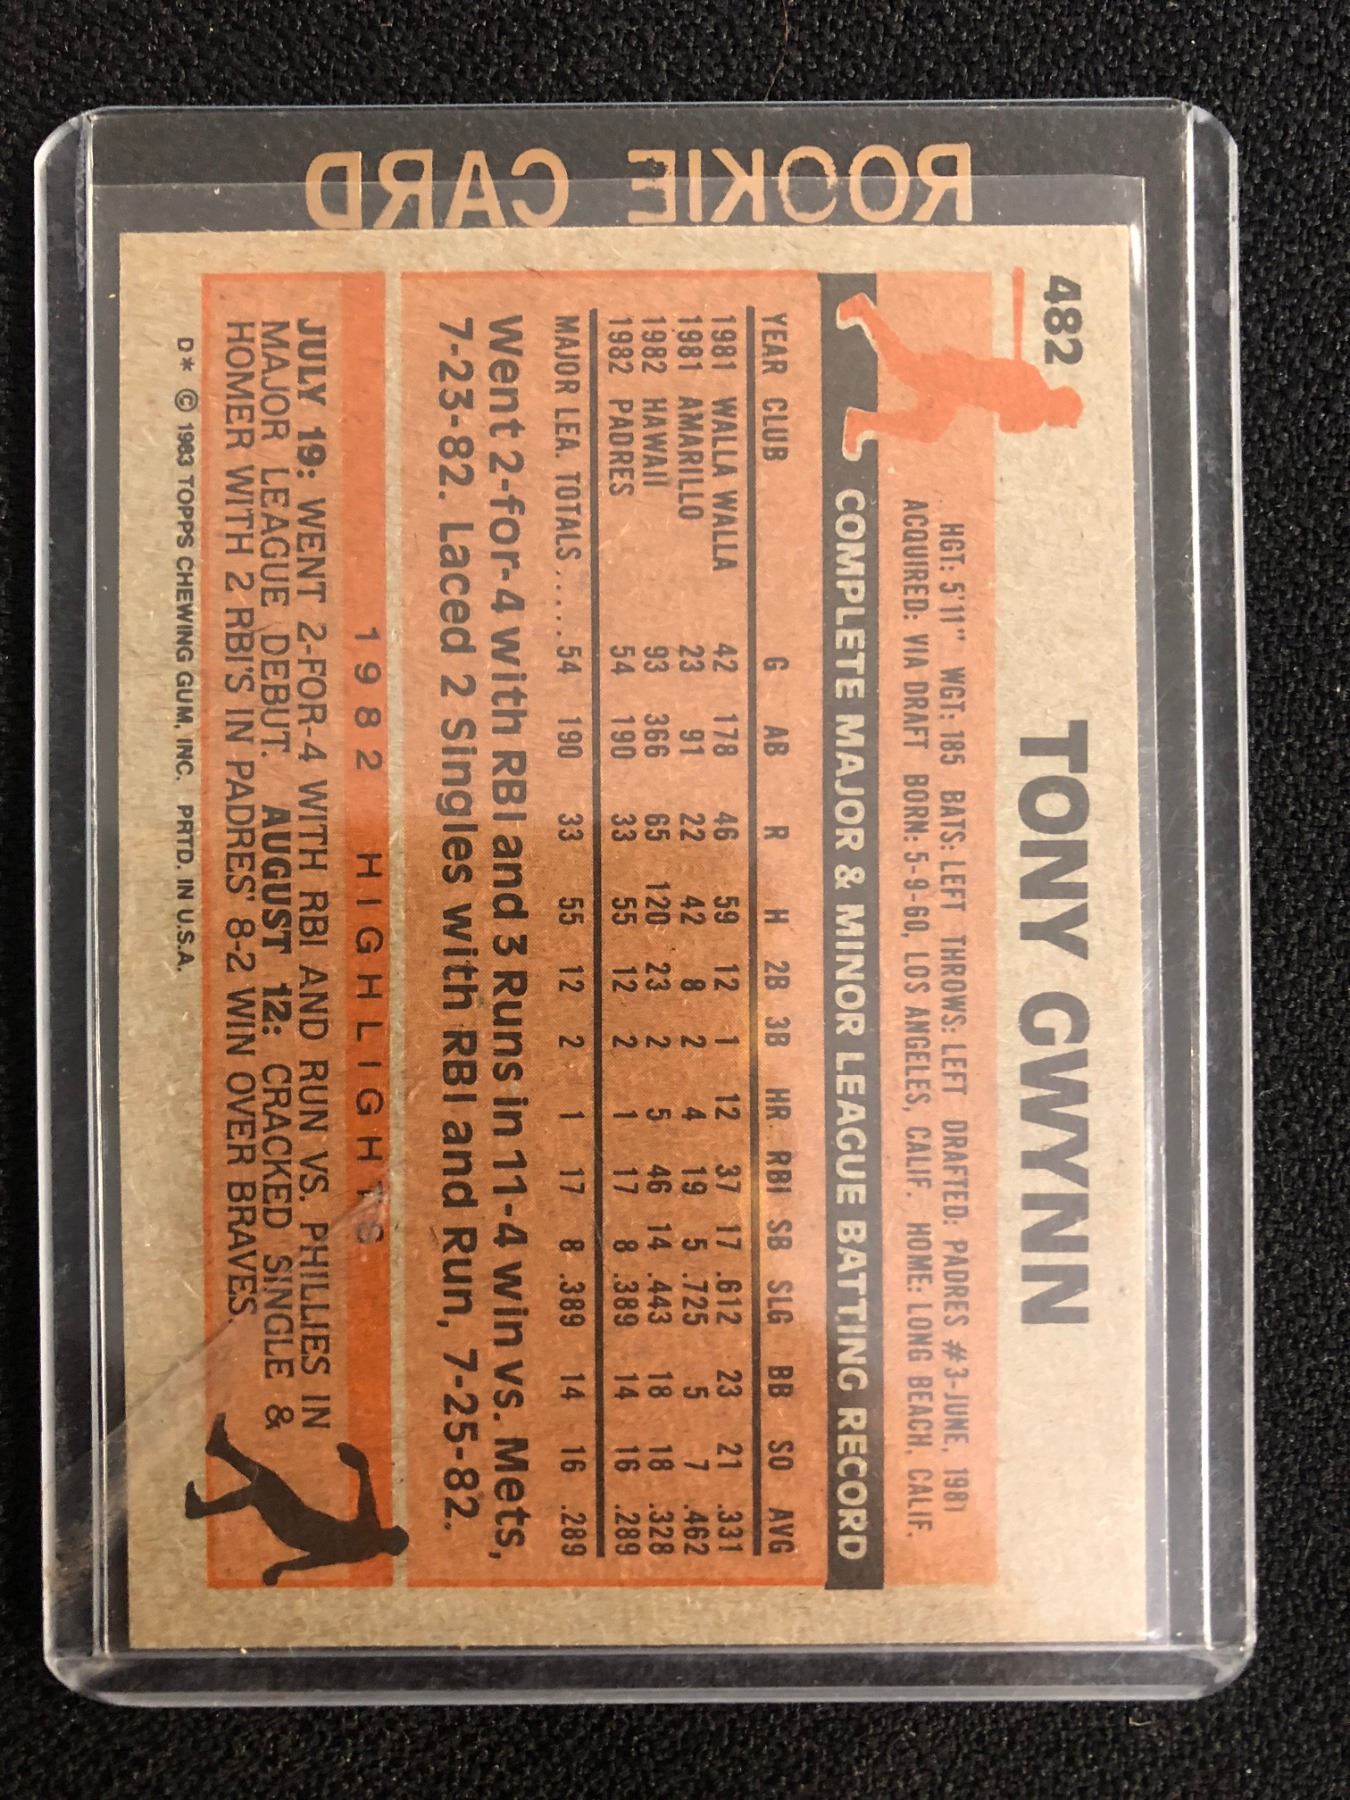 ROOKIE CARD
482
TONY GWYNN
HGT: 5'11" WGT: 185 BATS: LEFT THROWS: LEFT DRAFTED: PADRES #3-JUNE, 1981
ACQUIRED: VIA DRAFT BORN: 5-9-60, LOS ANGELES, CALIF. HOME: LONG BEACH, CALIF.
COMPLETE MAJOR & MINOR LEAGUE BATTING RECORD
YEAR CLUB G AB R H 2B 3B HR RBI SB SLG BB SO AVG
1981 WALLA WALLA 42 178 46 59 12 1 12 37 17 .612 23 21 .331
1981 AMARILLO 23 91 22 42 8 2 4 19 5 .725 5 7 .462
1982 HAWAII 93 366 65 120 23 2 5 46 14 .443 18 18 .328
1982 PADRES 54 190 33 55 12 2 1 17 8 .389 14 16 .289
MAJOR LEA. TOTALS ..... 54 190 33 55 12 2 1 17 8 .389 14 16 .289
Went 2-for-4 with RBI and 3 Runs in 11-4 win vs. Mets,
7-23-82. Laced 2 Singles with RBI and Run, 7-25-82.
1982 HIGHLIGHTS
JULY 19: WENT 2-FOR-4 WITH RBI AND RUN VS. PHILLIES IN
MAJOR LEAGUE DEBUT. AUGUST 12: CRACKED SINGLE &
HOMER WITH 2 RBI'S IN PADRES' 8-2 WIN OVER BRAVES.
D* © 1983 TOPPS CHEWING GUM, INC. PRTD. IN U.S.A.